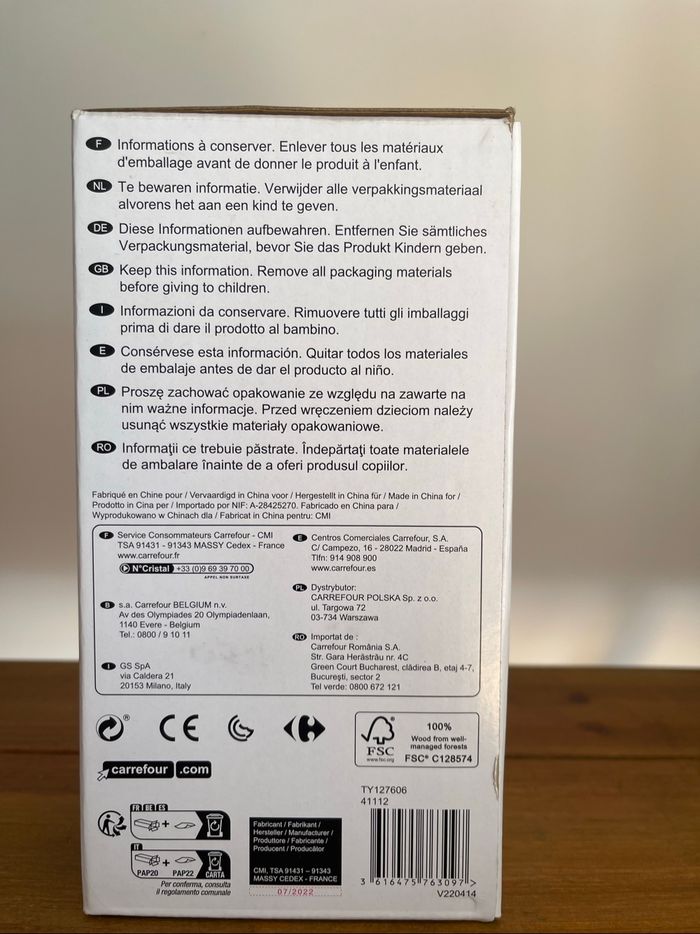 F Informations à conserver. Enlever tous les matériaux
d'emballage avant de donner le produit à l'enfant.
NL Te bewaren informatie. Verwijder alle verpakkingsmateriaal
alvorens het aan een kind te geven.
DE Diese Informationen aufbewahren. Entfernen Sie sämtliches
Verpackungsmaterial, bevor Sie das Produkt Kindern geben.
GB Keep this information. Remove all packaging materials
before giving to children.
I Informazioni da conservare. Rimuovere tutti gli imballaggi
prima di dare il prodotto al bambino.
E Consérvese esta información. Quitar todos los materiales
de embalaje antes de dar el producto al niño.
PL Proszę zachować opakowanie ze względu na zawarte na
nim ważne informacje. Przed wręczeniem dzieciom należy
usunąć wszystkie materiały opakowaniowe.
RO Informaţii ce trebuie păstrate. Îndepărtaţi toate materialele
de ambalare înainte de a oferi produsul copiilor.
Fabriqué en Chine pour / Vervaardigd in China voor / Hergestellt in China für / Made in China for /
Prodotto in Cina per / Importado por NIF: A-28425270. Fabricado en China para /
Wyprodukowano w Chinach dla / Fabricat in China pentru: CMI
F Service Consommateurs Carrefour - CMI
TSA 91431 - 91343 MASSY Cedex - France
www.carrefour.fr
N°Cristal +33 (0)9 69 39 70 00
APPEL NON SURTAXE
B s.a. Carrefour BELGIUM n.v.
Av des Olympiades 20 Olympiadenlaan,
1140 Evere - Belgium
Tel.: 0800 / 9 10 11
I GS SpA
via Caldera 21
20153 Milano, Italy
E Centros Comerciales Carrefour, S.A.
C/ Campezo, 16 - 28022 Madrid - España
Tlfn: 914 908 900
www.carrefour.es
PL Dystrybutor:
CARREFOUR POLSKA Sp. z o.o.
ul. Targowa 72
03-734 Warszawa
RO Importat de :
Carrefour România S.A.
Str. Gara Herăstrău nr. 4C
Green Court Bucharest, clădirea B, etaj 4-7,
Bucureşti, sector 2
Tel verde: 0800 672 121
® CE
FSC
www.fsc.org
100%
Wood from well-
managed forests
FSC® C128574
carrefour .com
FR BE ES
+
IT
+
PAP20 PAP22 CARTA
Per conferma, consulta
il regolamento comunale
Fabricant / Fabrikant /
Hersteller / Manufacturer /
Produttore / Fabricante /
Producent / Producător
CMI, TSA 91431 – 91343
MASSY CEDEX - FRANCE
07/2022
TY127606
41112
3 616475 763097 >
V220414